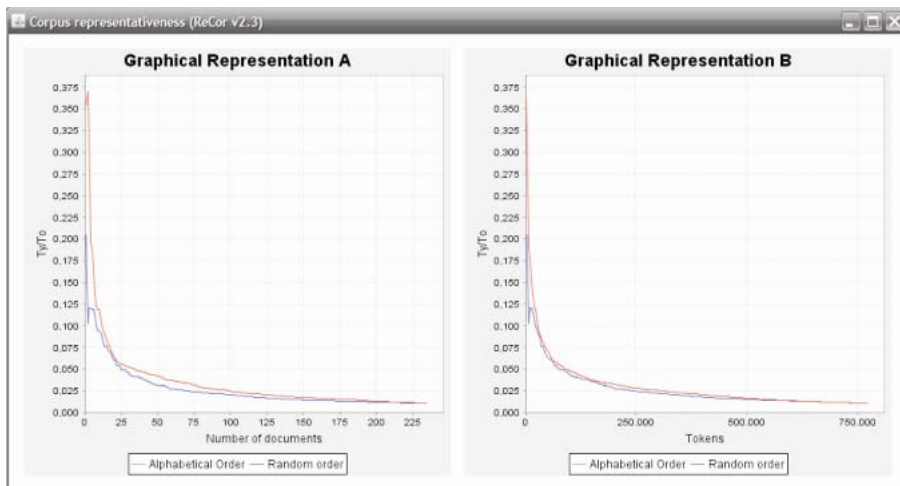 Corpus representativeness (ReCor v2.3)
Graphical Representation A
0,375
0,350
0,325
0,300
0,275
0,250
0,225
0,200
0,175
0,150
0,125
0,100
0,075
0,050
0,025
0,000
Ty/To
0 25 50 75 100 125 150 175 200 225
Number of documents
Alphabetical Order Random order
Graphical Representation B
0,375
0,350
0,325
0,300
0,275
0,250
0,225
0,200
0,175
0,150
0,125
0,100
0,075
0,050
0,025
0,000
Ty/To
0 250.000 500.000 750.000
Tokens
Alphabetical Order Random order